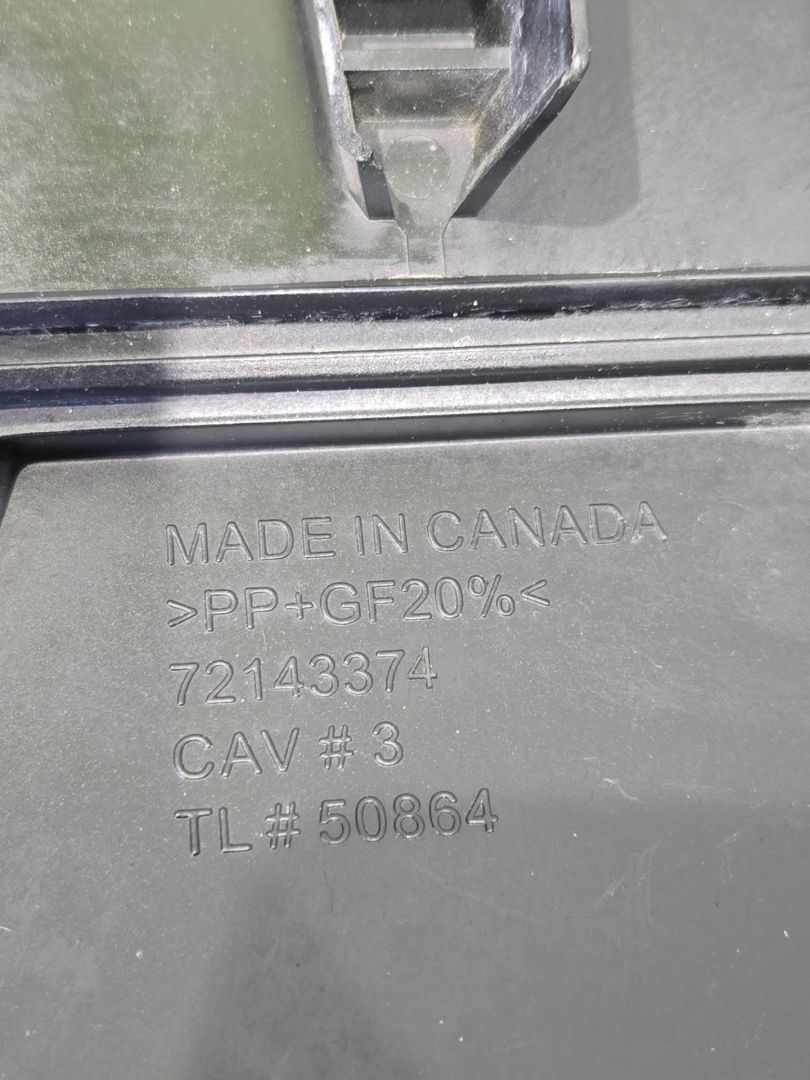 MADE IN CANADA
>PP+GF20%<
72143374
CAV # 3
TL # 50864